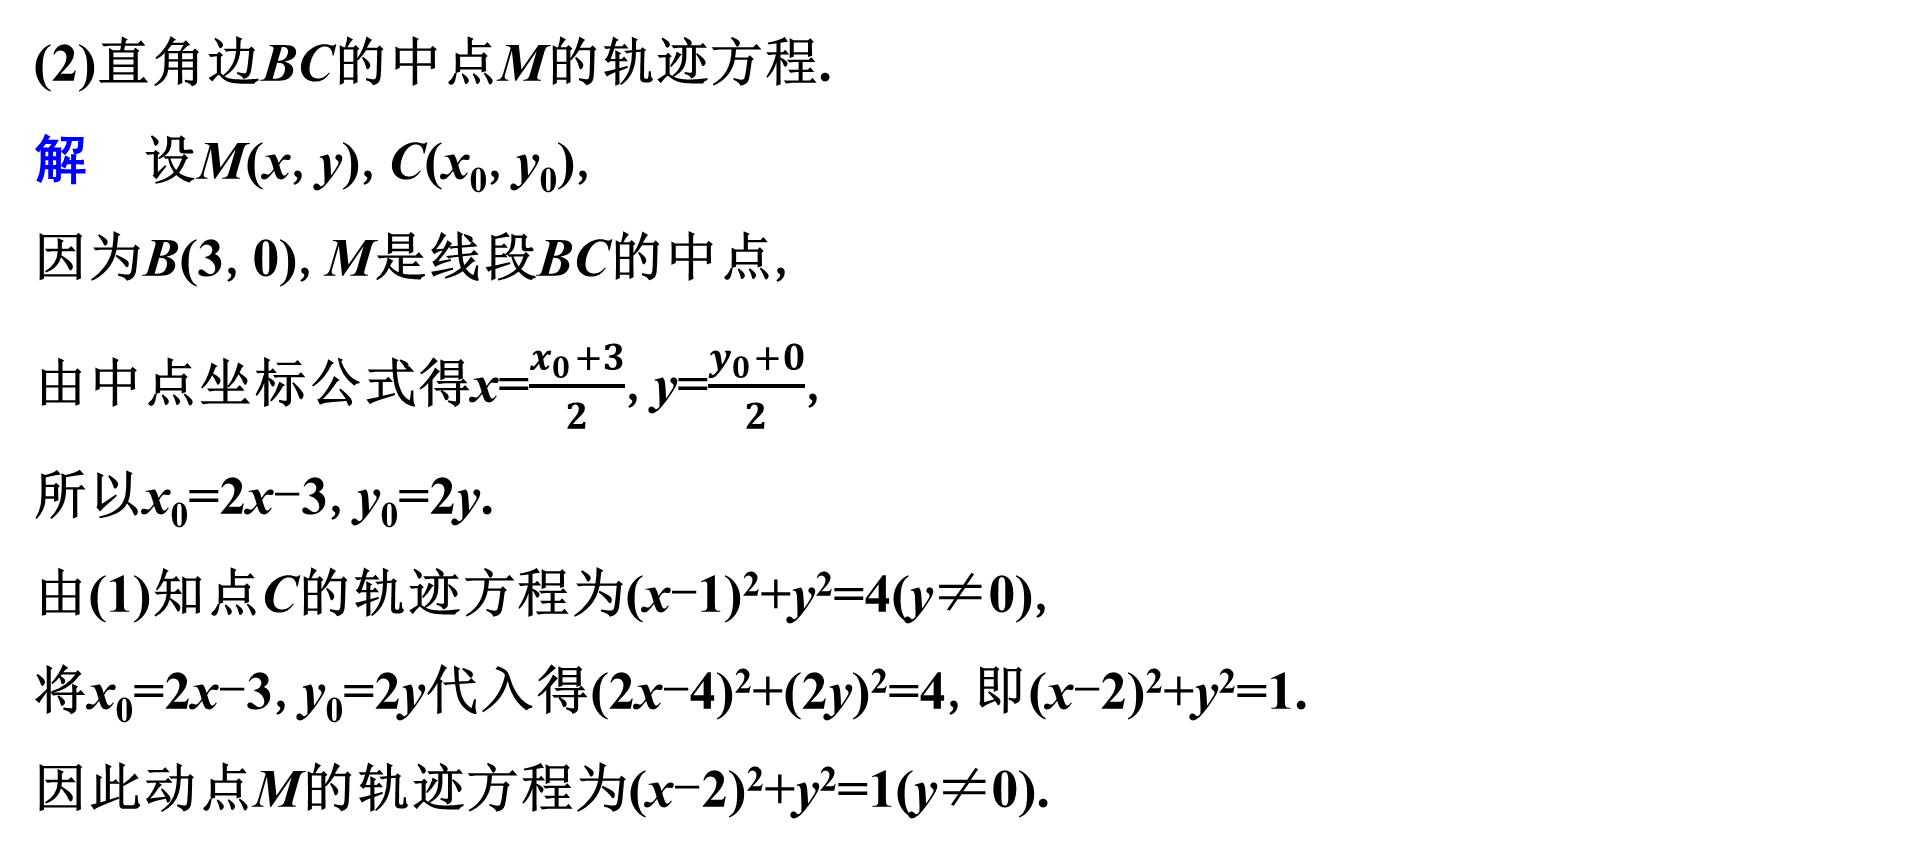 (2)直角边BC的中点M的轨迹方程.
解 设M(x, y), C(x₀, y₀),
因为B(3, 0), M是线段BC的中点,
由中点坐标公式得x=\frac{x₀+3}{2}, y=\frac{y₀+0}{2},
所以x₀=2x−3, y₀=2y.
由(1)知点C的轨迹方程为(x−1)²+y²=4(y≠0),
将x₀=2x−3, y₀=2y代入得(2x−4)²+(2y)²=4, 即(x−2)²+y²=1.
因此动点M的轨迹方程为(x−2)²+y²=1(y≠0).